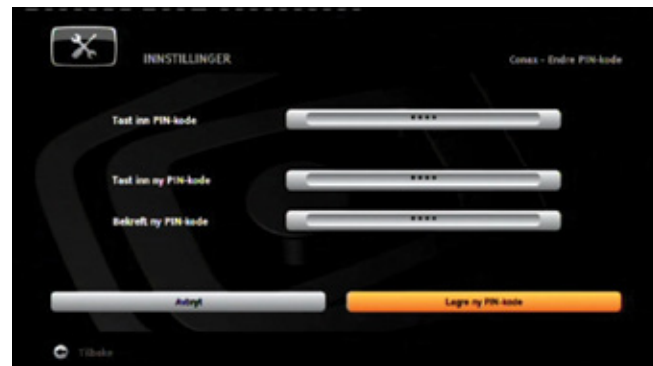 INNSTILLINGER
Conax - Endre PIN-kode
Tast inn PIN-kode
****
Tast inn ny PIN-kode
****
Bekreft ny PIN-kode
****
Avbryt
Lagre ny PIN-kode
Tilbake